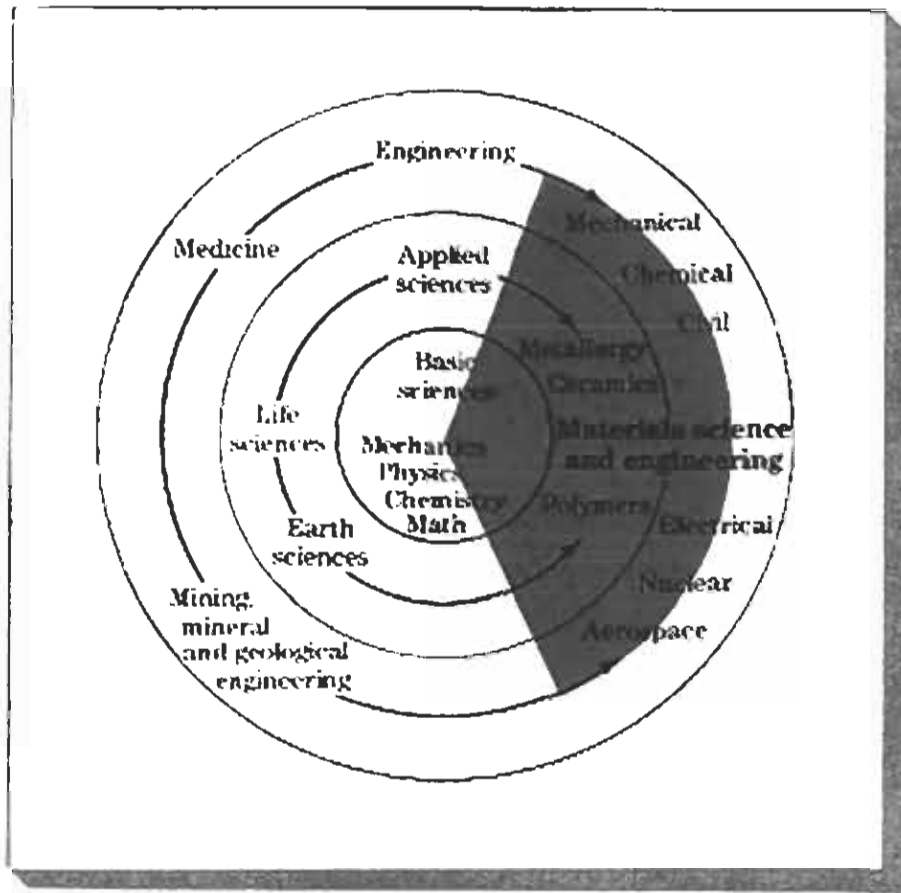 Engineering
Medicine
Mechanical
Applied
sciences
Chemical
Civil
Metallurgy
Basic
sciences
Ceramics
Life
sciences
Materials science
and engineering
Mechanics
Physics
Chemistry
Math
Polymers
Earth
sciences
Electrical
Nuclear
Mining,
mineral
and geological
engineering
Aerospace